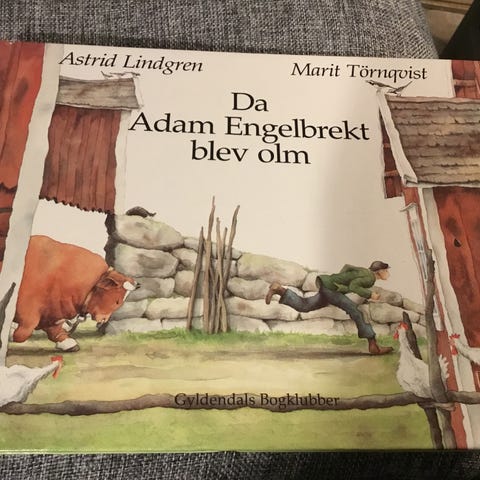 Astrid Lindgren Marit Törnqvist
Da
Adam Engelbrekt
blev olm
Gyldendals Bogklubber